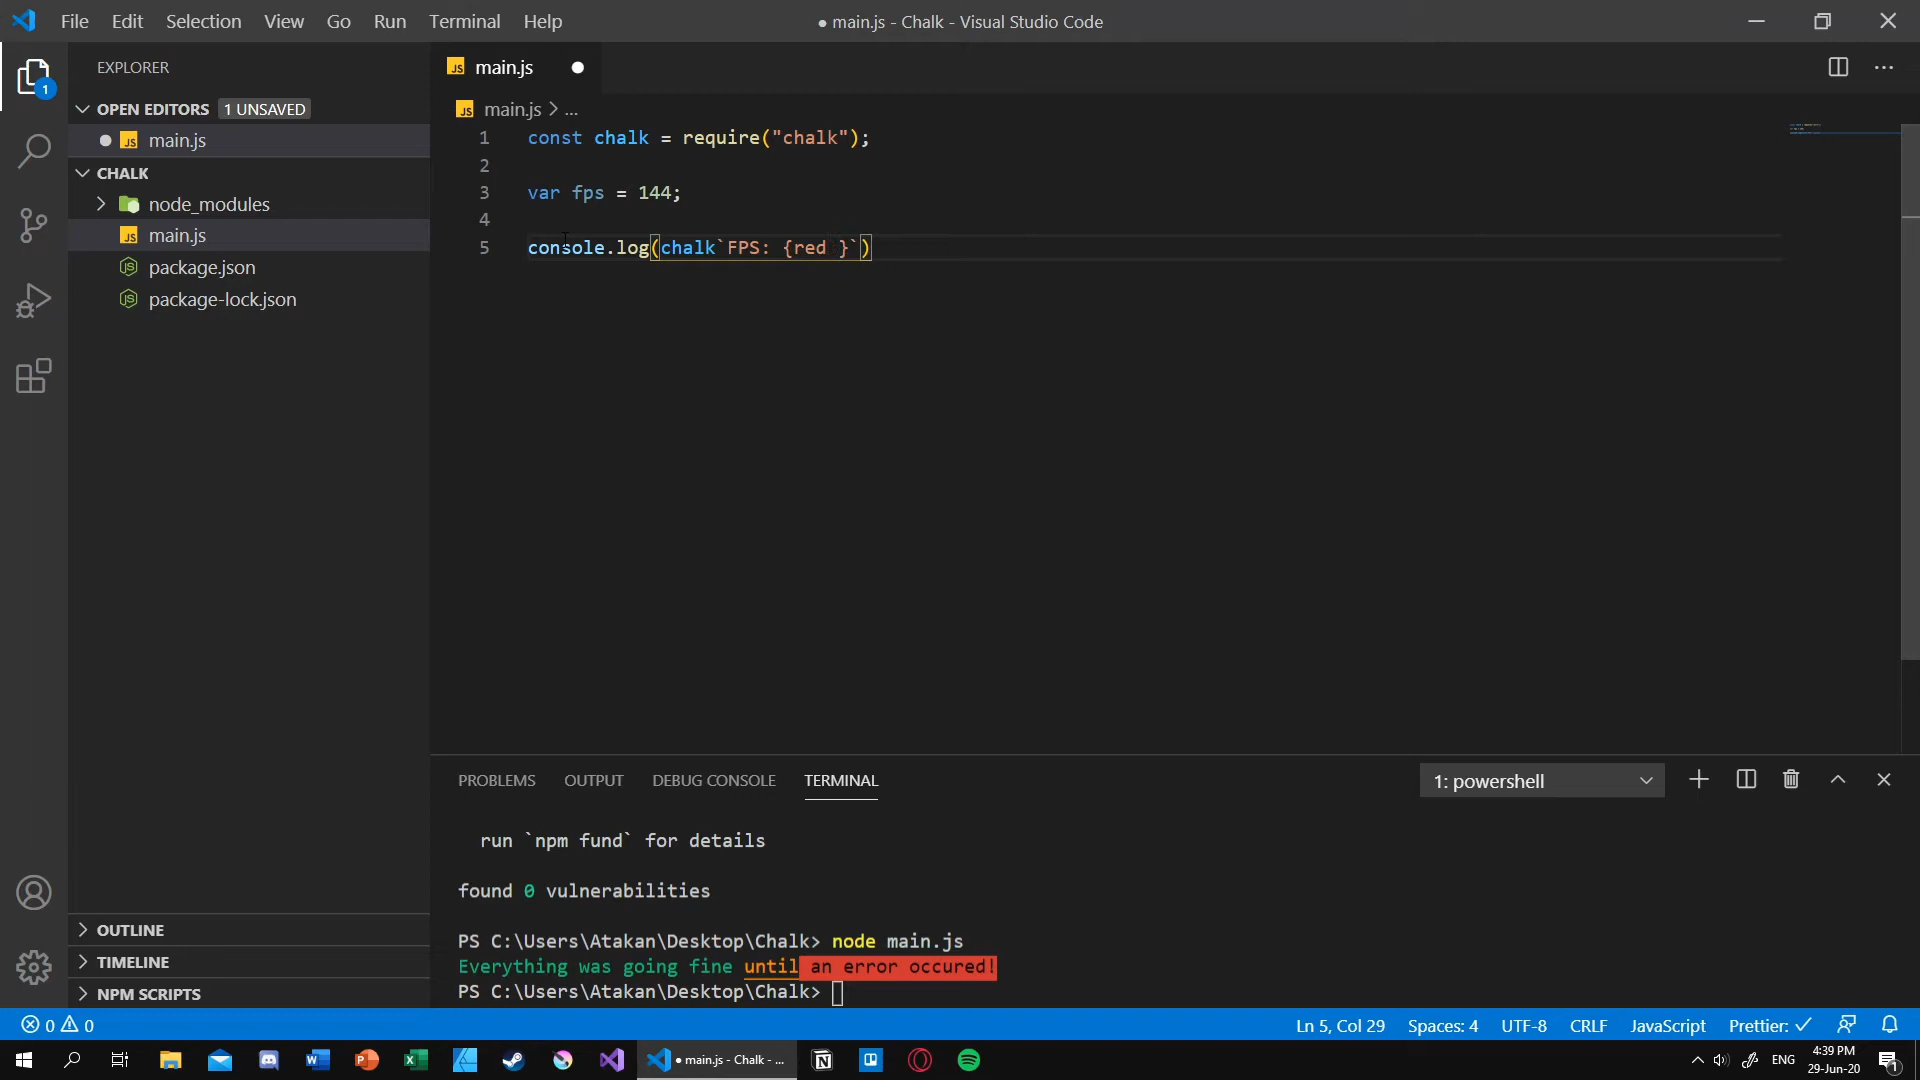 File Edit Selection View Go Run Terminal Help
● main.js - Chalk - Visual Studio Code
EXPLORER
1
OPEN EDITORS 1 UNSAVED
JS main.js
CHALK
node_modules
JS main.js
package.json
package-lock.json
OUTLINE
TIMELINE
NPM SCRIPTS
JS main.js
JS main.js > ...
1 const chalk = require("chalk");
2
3 var fps = 144;
4
5 console.log(chalk`FPS: {red }`)
PROBLEMS OUTPUT DEBUG CONSOLE TERMINAL
1: powershell
run `npm fund` for details
found 0 vulnerabilities
PS C:\Users\Atakan\Desktop\Chalk> node main.js
Everything was going fine until an error occured!
PS C:\Users\Atakan\Desktop\Chalk>
0 0
Ln 5, Col 29 Spaces: 4 UTF-8 CRLF JavaScript Prettier: ✓
● main.js - Chalk - ...
ENG
4:39 PM
29-Jun-20
1